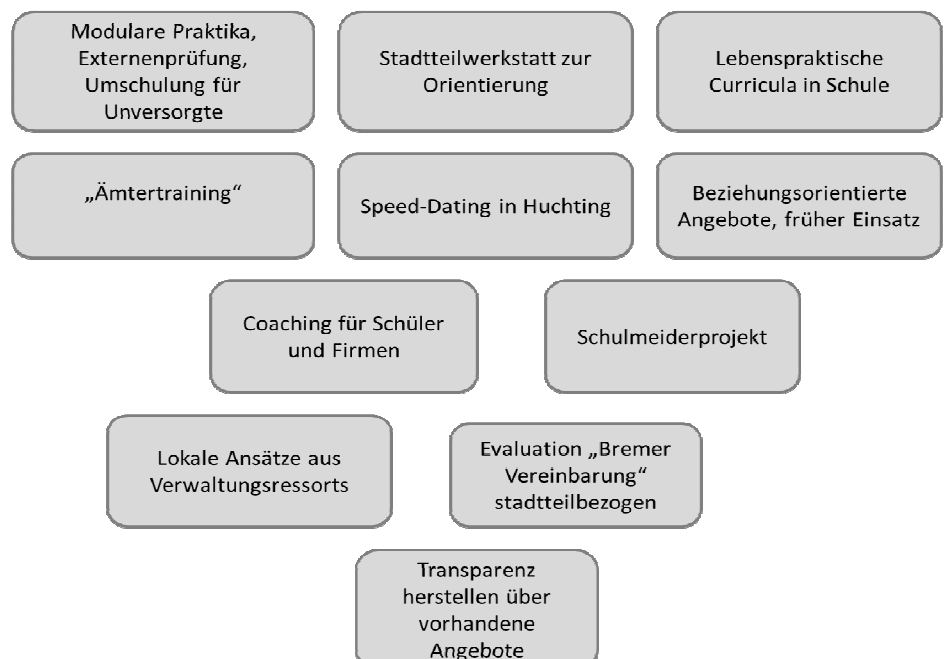 Modulare Praktika,
Externenprüfung,
Umschulung für
Unversorgte
Stadtteilwerkstatt zur
Orientierung
Lebenspraktische
Curricula in Schule
„Ämtertraining“
Speed-Dating in Huchting
Beziehungsorientierte
Angebote, früher Einsatz
Coaching für Schüler
und Firmen
Schulmeiderprojekt
Lokale Ansätze aus
Verwaltungsressorts
Evaluation „Bremer
Vereinbarung“
stadtteilbezogen
Transparenz
herstellen über
vorhandene
Angebote